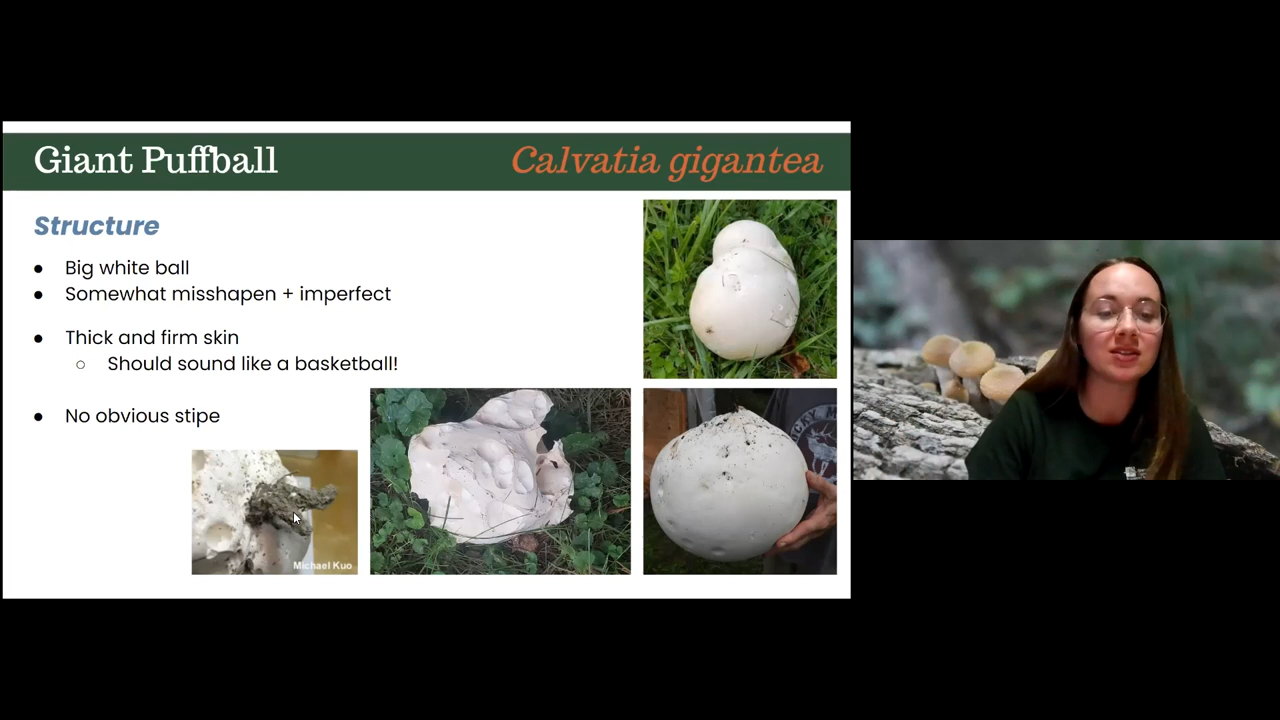 Giant Puffball
Calvatia gigantea
Structure
● Big white ball
● Somewhat misshapen + imperfect
● Thick and firm skin
○ Should sound like a basketball!
● No obvious stipe
Michael Kuo